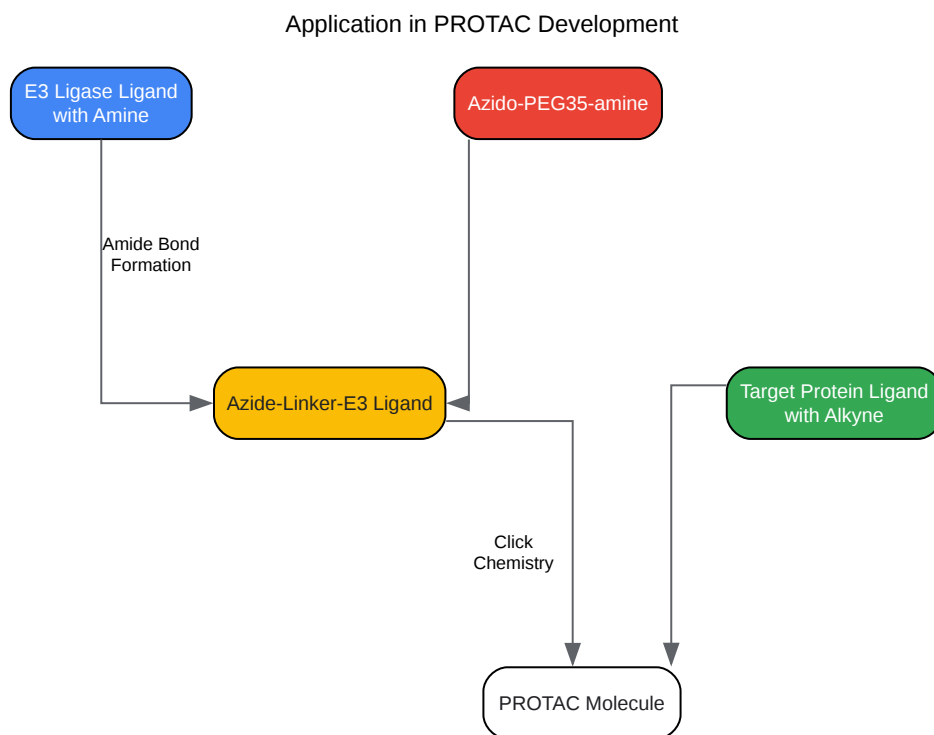 Application in PROTAC Development
E3 Ligase Ligand
with Amine
Azido-PEG35-amine
Amide Bond
Formation
Azide-Linker-E3 Ligand
Target Protein Ligand
with Alkyne
Click
Chemistry
PROTAC Molecule